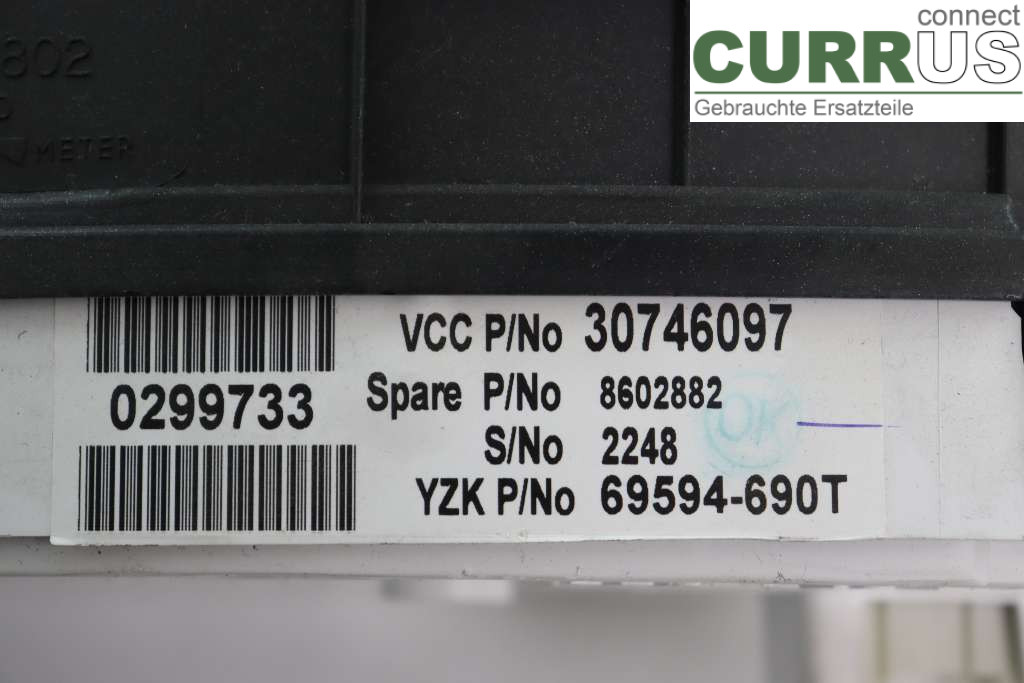 connect
CURRUS
Gebrauchte Ersatzteile
802
METER
0299733
VCC P/No 30746097
Spare P/No 8602882
S/No 2248
YZK P/No 69594-690T
OK